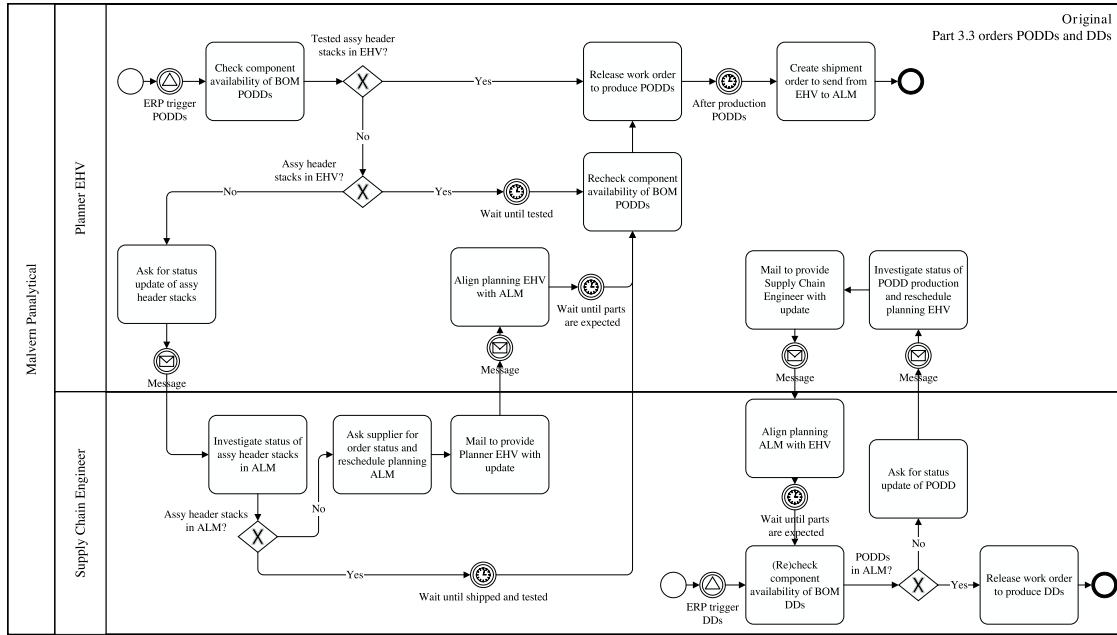 Original
Part 3.3 orders PODDs and DDs
Malvern Panalytical
Planner EHV
Supply Chain Engineer
ERP trigger
PODDs
Check component
availability of BOM
PODDs
Tested assy header
stacks in EHV?
X
Yes
No
Release work order
to produce PODDs
After production
PODDs
Create shipment
order to send from
EHV to ALM
Assy header
stacks in EHV?
X
No
Yes
Wait until tested
Recheck component
availability of BOM
PODDs
Ask for status
update of assy
header stacks
Message
Align planning EHV
with ALM
Wait until parts
are expected
Message
Mail to provide
Supply Chain
Engineer with
update
Message
Investigate status of
PODD production
and reschedule
planning EHV
Message
Investigate status of
assy header stacks
in ALM
Ask supplier for
order status and
reschedule planning
ALM
Mail to provide
Planner EHV with
update
Assy header stacks
in ALM?
X
No
Yes
Wait until shipped and tested
Align planning
ALM with EHV
Wait until parts
are expected
Ask for status
update of PODD
No
ERP trigger
DDs
(Re)check
component
availability of BOM
DDs
PODDs
in ALM?
X
Yes
Release work order
to produce DDs